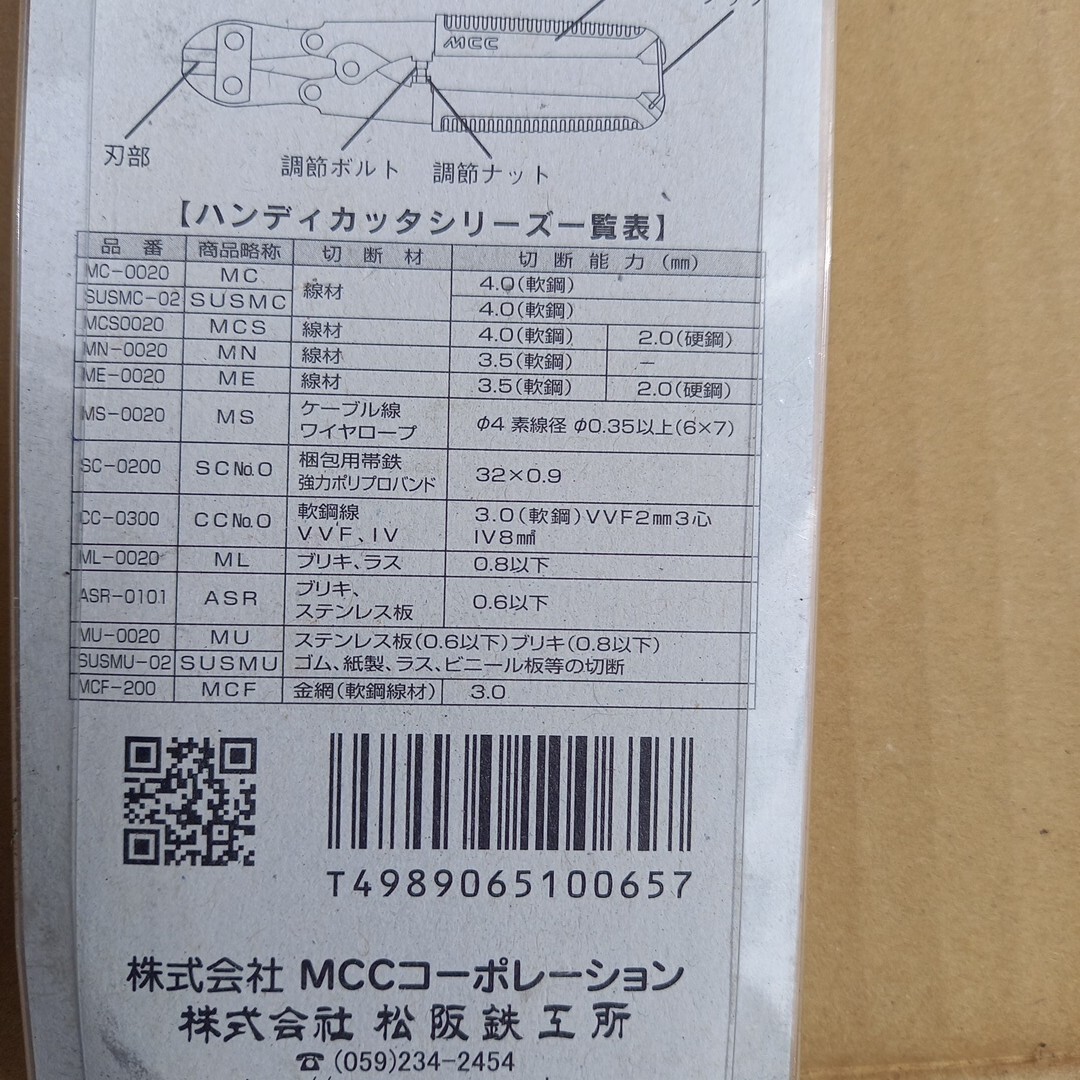 MCC
刃部
調節ボルト
調節ナット
【ハンディカッタシリーズ一覧表】
品番 商品略称 切断材 切断能力(mm)
MC-0020 MC 線材 4.0(軟鋼)
SUSMC-02 SUSMC 4.0(軟鋼)
MCS0020 MCS 線材 4.0(軟鋼) 2.0(硬鋼)
MN-0020 MN 線材 3.5(軟鋼) −
ME-0020 ME 線材 3.5(軟鋼) 2.0(硬鋼)
MS-0020 MS ケーブル線 ワイヤロープ φ4 素線径 φ0.35以上(6×7)
SC-0200 SC№0 梱包用帯鉄 強力ポリプロバンド 32×0.9
CC-0300 CC№0 軟鋼線 VVF、IV 3.0(軟鋼)VVF2㎜3心 IV8㎟
ML-0020 ML ブリキ、ラス 0.8以下
ASR-0101 ASR ブリキ、ステンレス板 0.6以下
MU-0020 MU ステンレス板(0.6以下)ブリキ(0.8以下)
SUSMU-02 SUSMU ゴム、紙製、ラス、ビニール板等の切断
MCF-200 MCF 金網(軟鋼線材) 3.0
T4989065100657
株式会社 MCCコーポレーション
株式会社 松阪鉄工所
☎(059)234-2454